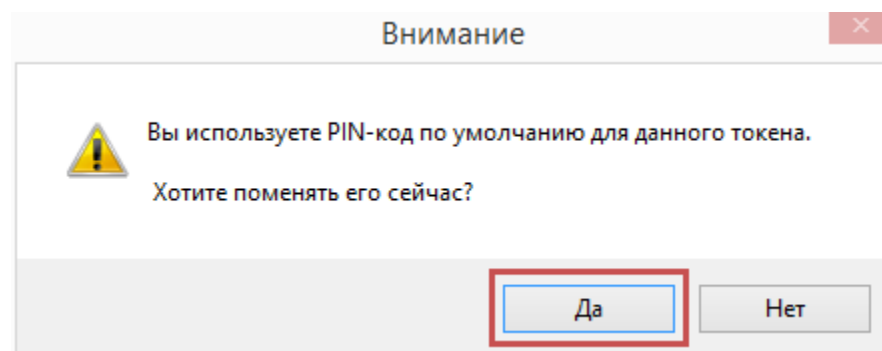 Внимание
Вы используете PIN-код по умолчанию для данного токена.
Хотите поменять его сейчас?
Да
Нет